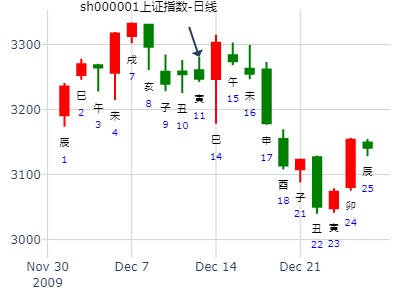 sh000001上证指数-日线
3300
3200
3100
3000
辰
1
巳
2
午
3
未
4
戌
7
亥
8
子
9
丑
10
寅
11
巳
14
午
15
未
16
申
17
酉
18
子
21
丑
22
寅
23
卯
24
辰
25
Nov 30
2009
Dec 7
Dec 14
Dec 21